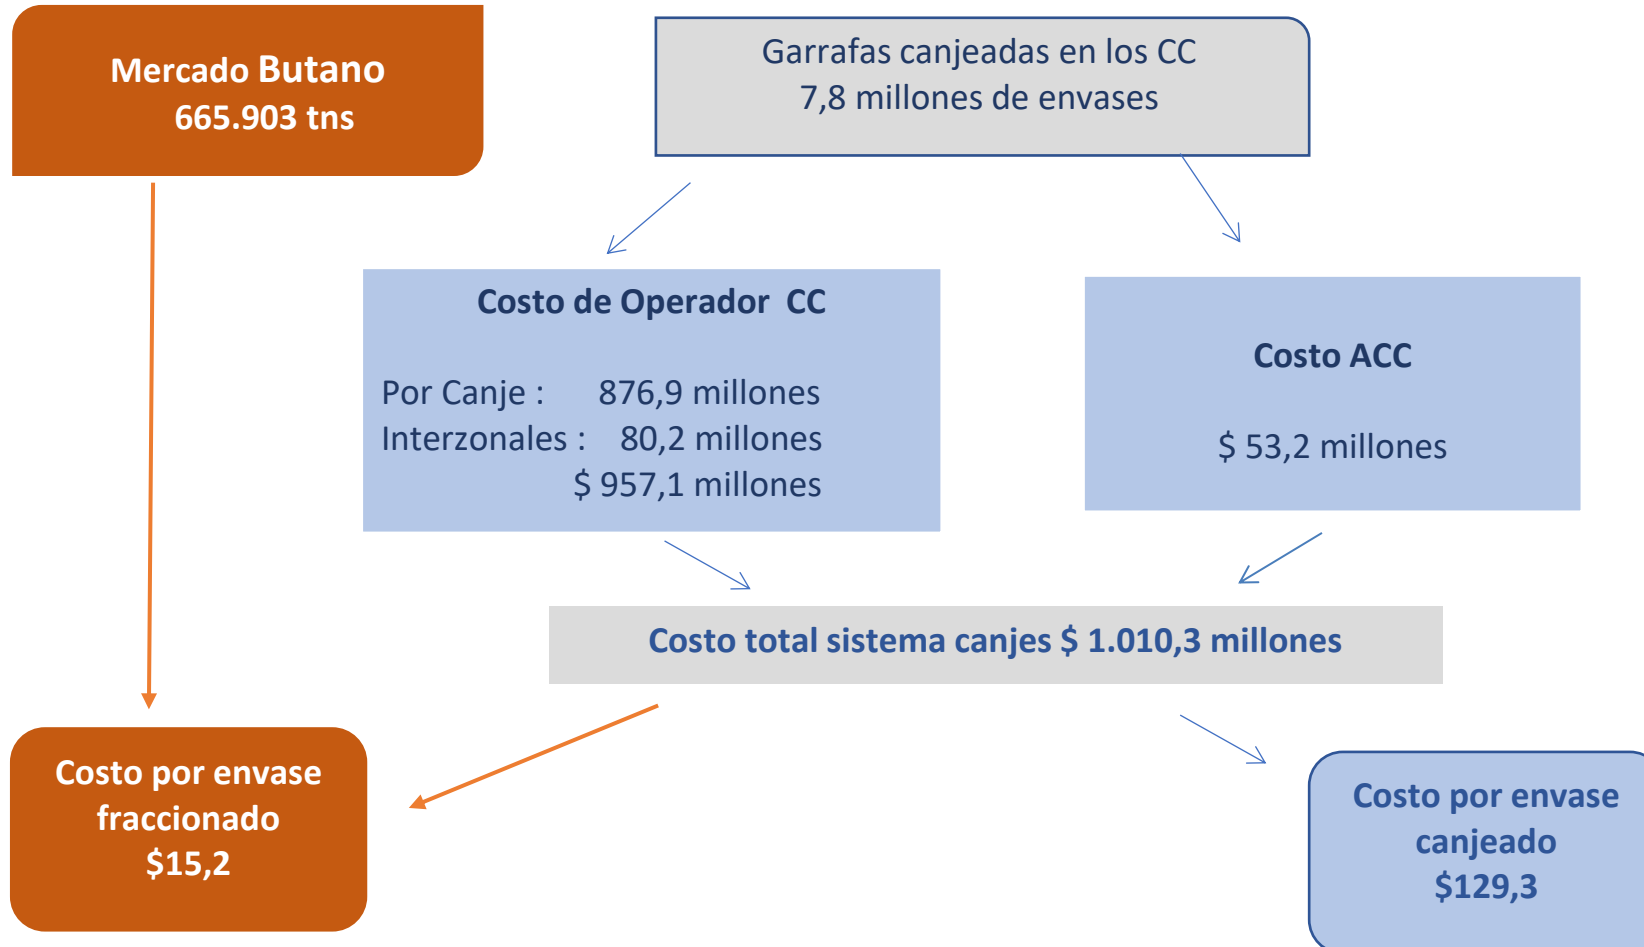 Mercado Butano
665.903 tns
Garrafas canjeadas en los CC
7,8 millones de envases
Costo de Operador CC
Por Canje : 876,9 millones
Interzonales : 80,2 millones
$ 957,1 millones
Costo ACC
$ 53,2 millones
Costo total sistema canjes $ 1.010,3 millones
Costo por envase
fraccionado
$15,2
Costo por envase
canjeado
$129,3